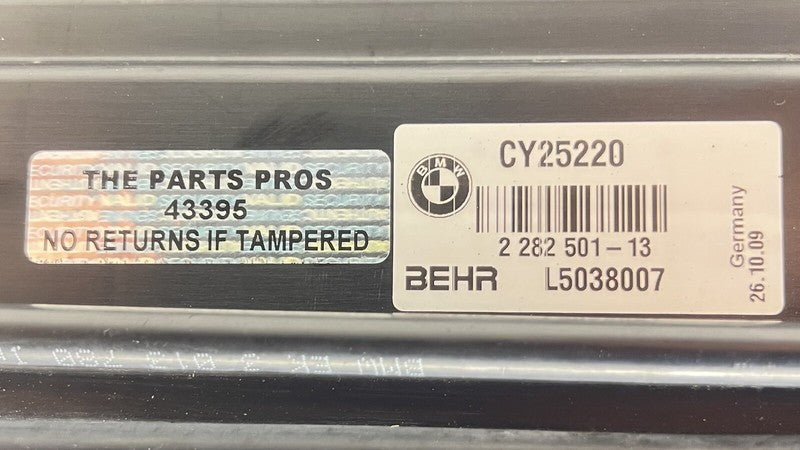 THE PARTS PROS
43395
NO RETURNS IF TAMPERED
BMW
CY25220
2 282 501-13
BEHR L5038007
Germany
26.10.09